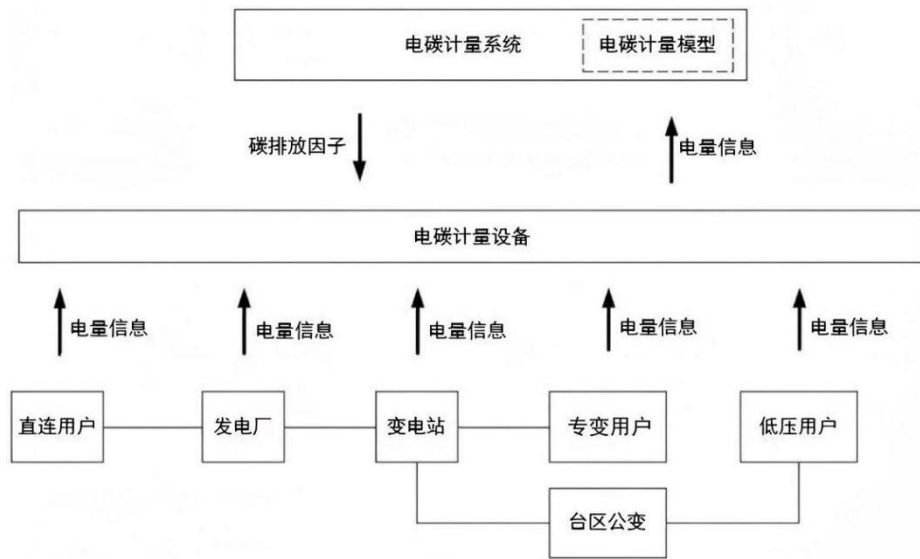 电碳计量系统
电碳计量模型
碳排放因子
电量信息
电碳计量设备
电量信息
电量信息
电量信息
电量信息
电量信息
直连用户
发电厂
变电站
专变用户
低压用户
台区公变